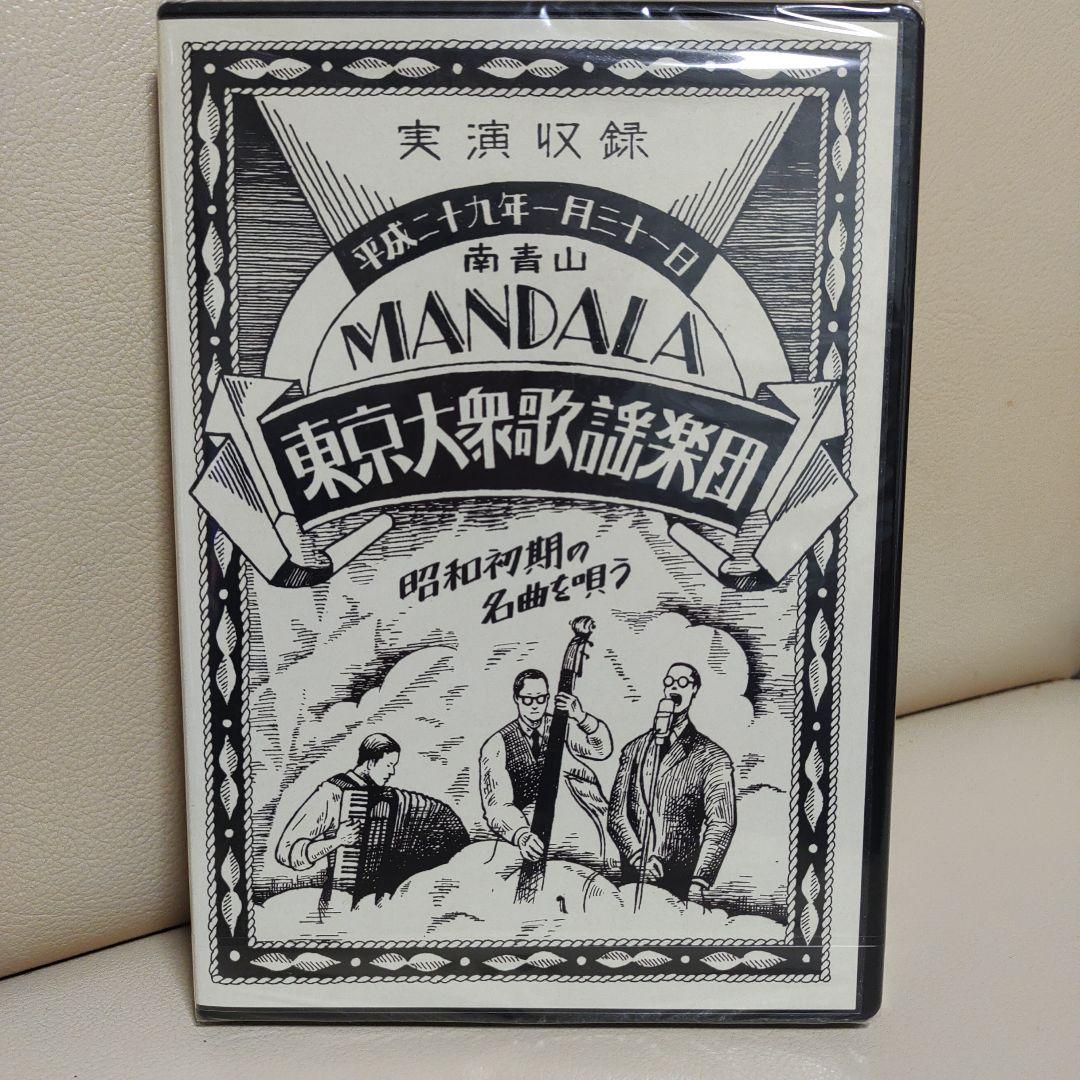 実演収録
平成二十九年一月三十一日
南青山
MANDALA
東京大衆歌謡楽団
昭和初期の
名曲を唄う